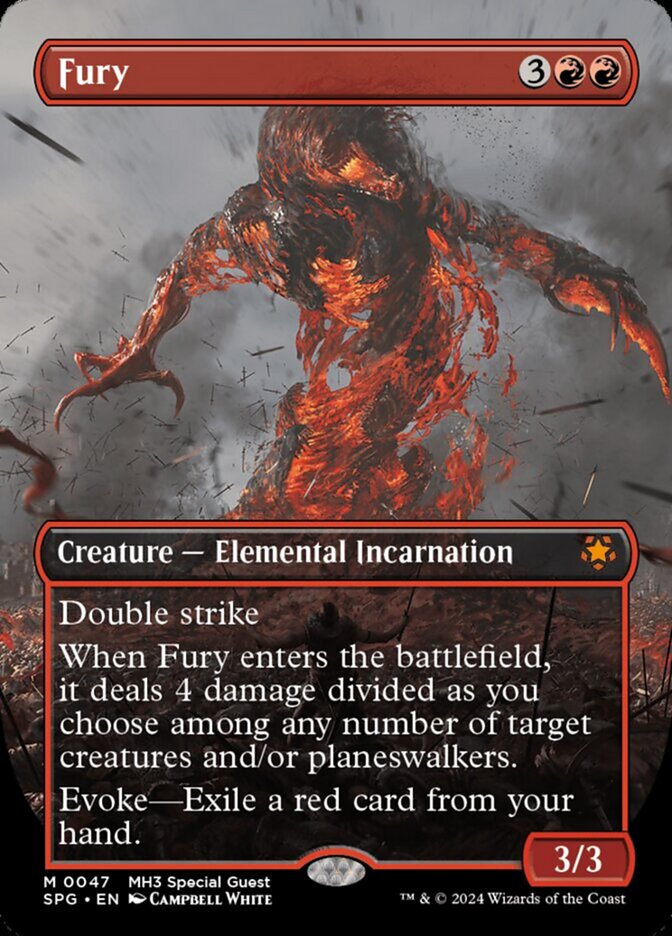 Fury 3
Creature — Elemental Incarnation
Double strike
When Fury enters the battlefield,
it deals 4 damage divided as you
choose among any number of target
creatures and/or planeswalkers.
Evoke—Exile a red card from your
hand.
3/3
M 0047 MH3 Special Guest
SPG • EN Campbell White
™ & © 2024 Wizards of the Coast